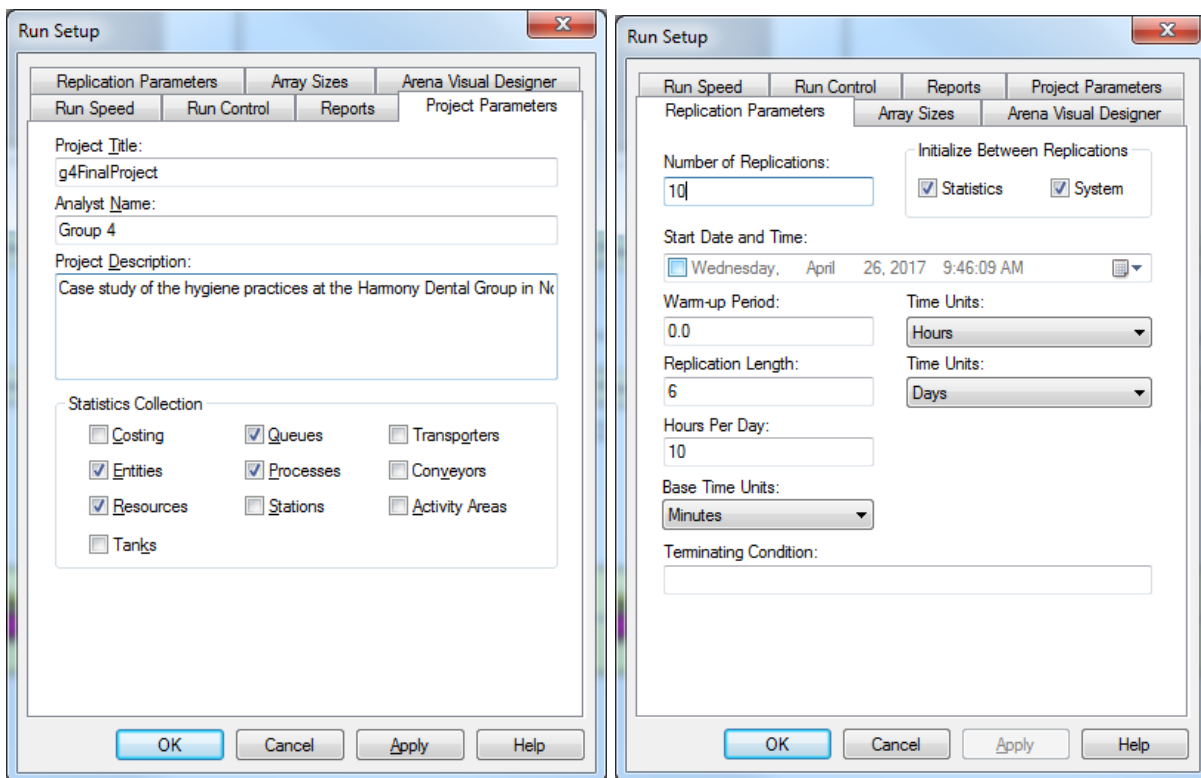 Run Setup
Replication Parameters
Array Sizes
Arena Visual Designer
Run Speed
Run Control
Reports
Project Parameters
Project Title:
g4FinalProject
Analyst Name:
Group 4
Project Description:
Case study of the hygiene practices at the Harmony Dental Group in
Statistics Collection
Costing
Queues
Transporters
Entities
Processes
Conveyors
Resources
Stations
Activity Areas
Tanks
OK
Cancel
Apply
Help
Run Setup
Run Speed
Run Control
Reports
Project Parameters
Replication Parameters
Array Sizes
Arena Visual Designer
Number of Replications:
10
Initialize Between Replications
Statistics
System
Start Date and Time:
Wednesday, April 26, 2017 9:46:09 AM
Warm-up Period:
Time Units:
0.0
Hours
Replication Length:
Time Units:
6
Days
Hours Per Day:
10
Base Time Units:
Minutes
Terminating Condition:
OK
Cancel
Apply
Help